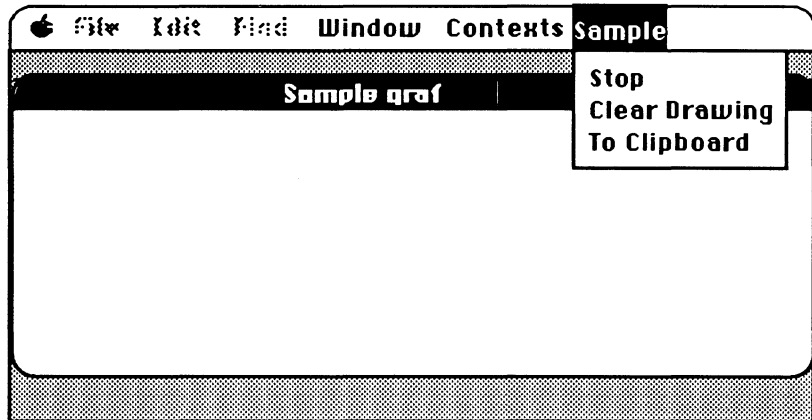 File Edit Find Window Contexts Sample
Stop
Sample graf
Clear Drawing
To Clipboard